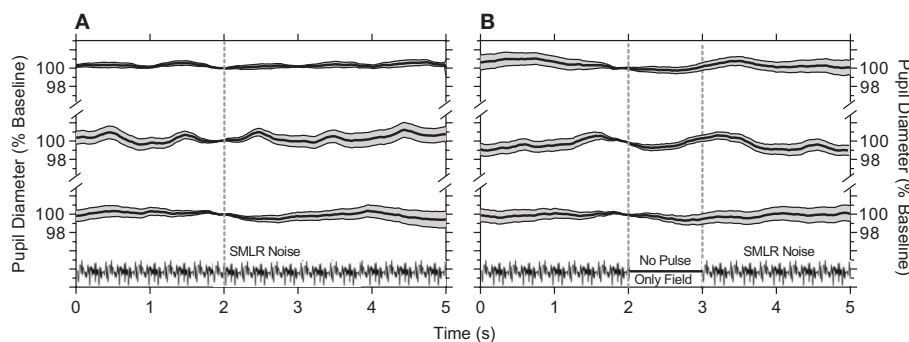 A
B
Pupil Diameter (% Baseline)
100
98
100
98
100
98
SMLR Noise
0
1
2
3
4
5
100
98
100
98
100
98
Pupil Diameter (% Baseline)
No Pulse
Only Field
SMLR Noise
0
1
2
3
4
5
Time (s)